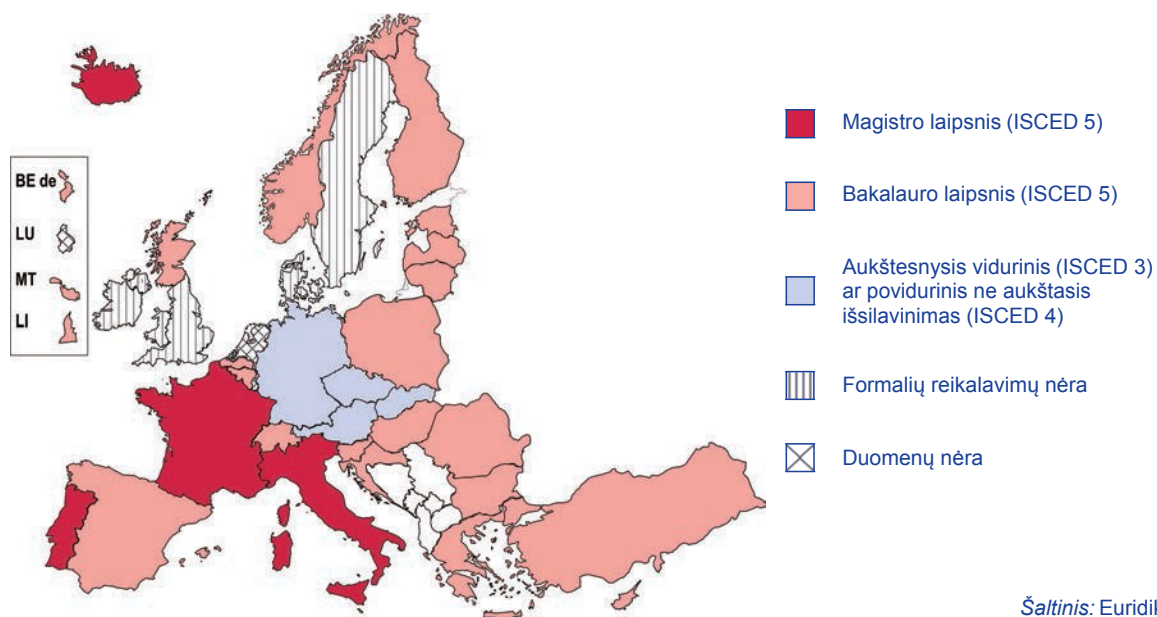 BE de
LU
MT
LI
Magistro laipsnis (ISCED 5)
Bakalauro laipsnis (ISCED 5)
Aukštesnysis vidurinis (ISCED 3)
ar povidurinis ne aukštasis
išsilavinimas (ISCED 4)
Formalių reikalavimų nėra
Duomenų nėra
Šaltinis: